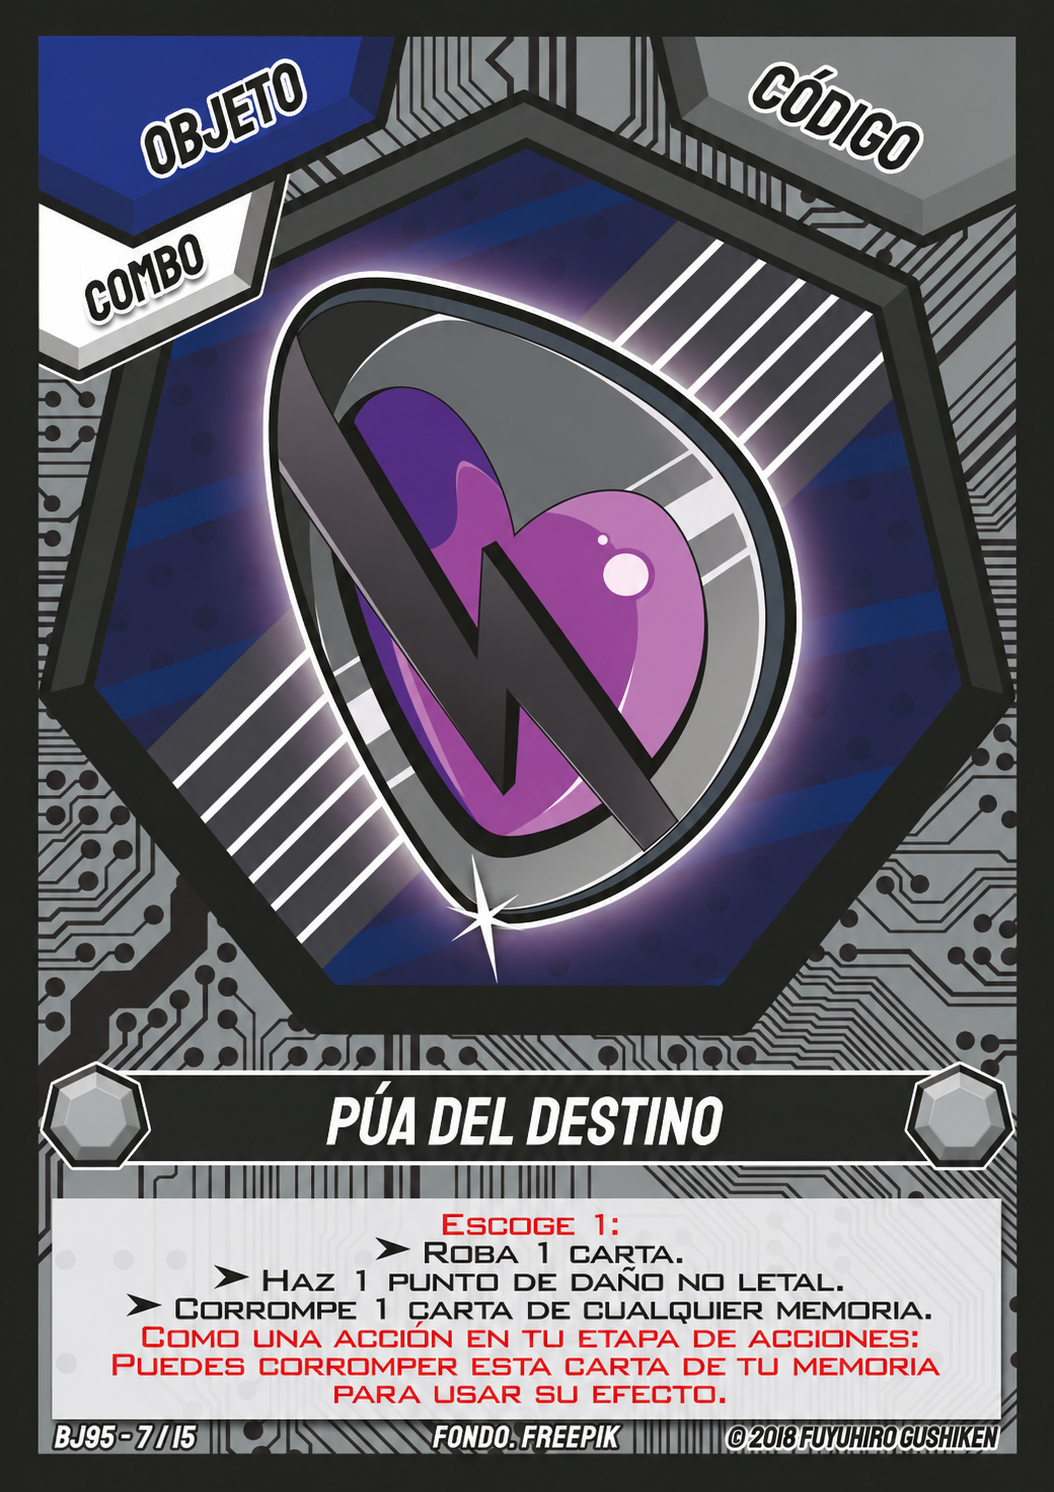 OBJETO
CÓDIGO
COMBO
PÚA DEL DESTINO
Escoge 1:
➤ Roba 1 carta.
➤ Haz 1 punto de daño no letal.
➤ Corrompe 1 carta de cualquier memoria.
Como una acción en tu etapa de acciones:
Puedes corromper esta carta de tu memoria
para usar su efecto.
BJ95 - 7 / 15
FONDO. FREEPIK
© 2018 FUYUHIRO GUSHIKEN